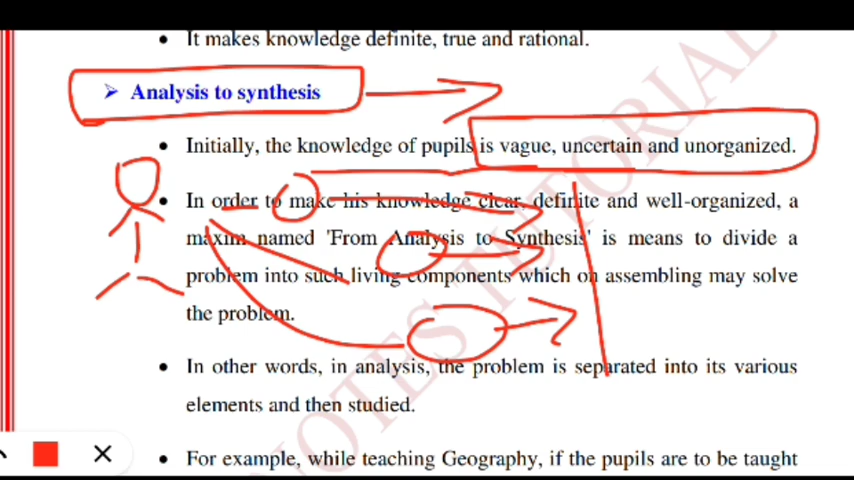 • It makes knowledge definite, true and rational.
➢ Analysis to synthesis
• Initially, the knowledge of pupils is vague, uncertain and unorganized.
• In order to make his knowledge clear, definite and well-organized, a
maxim named 'From Analysis to Synthesis' is means to divide a
problem into such living components which on assembling may solve
the problem.
• In other words, in analysis, the problem is separated into its various
elements and then studied.
• For example, while teaching Geography, if the pupils are to be taught
NOTES TUTORIAL